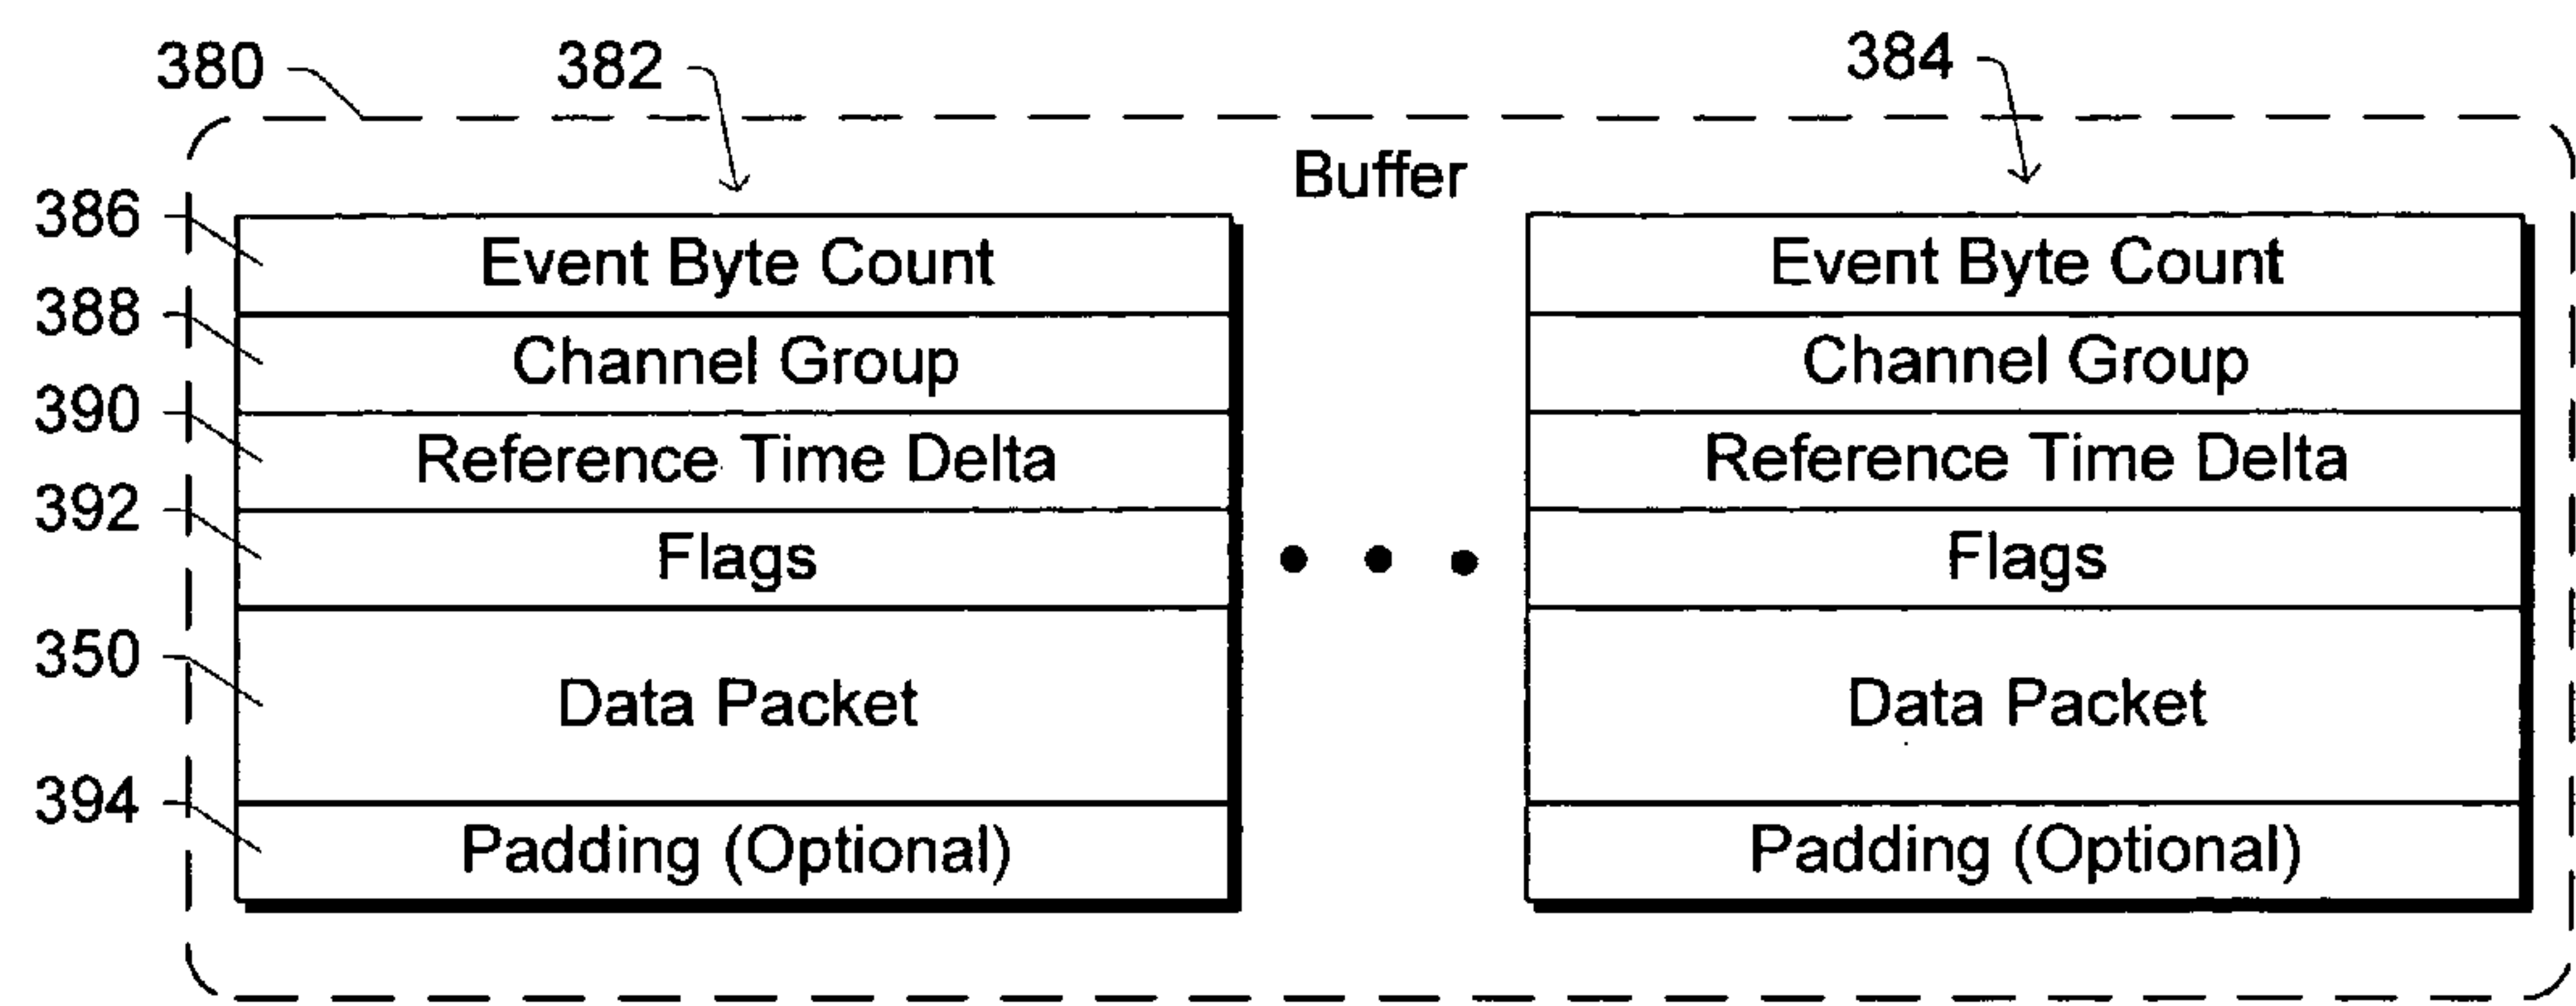 380 382 384
Buffer
386 Event Byte Count Event Byte Count
388 Channel Group Channel Group
390 Reference Time Delta Reference Time Delta
392 Flags Flags
350 Data Packet Data Packet
394 Padding (Optional) Padding (Optional)